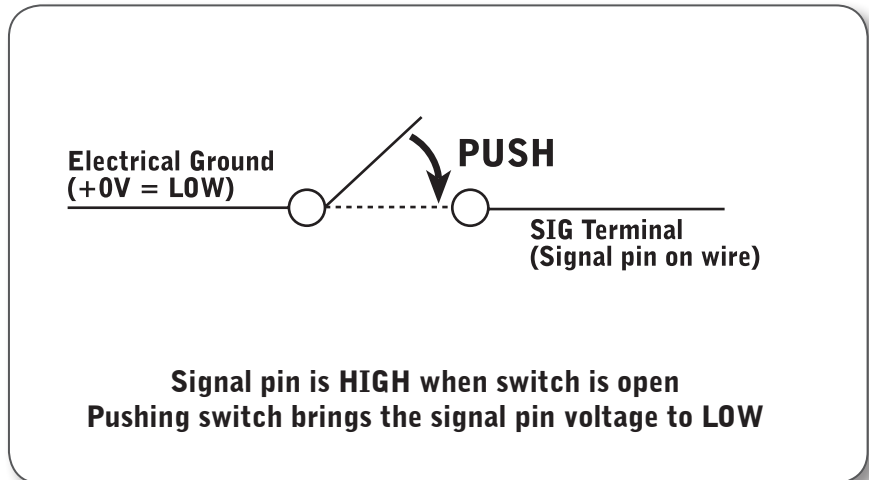 Electrical Ground
(+0V = LOW)
PUSH
SIG Terminal
(Signal pin on wire)
Signal pin is HIGH when switch is open
Pushing switch brings the signal pin voltage to LOW